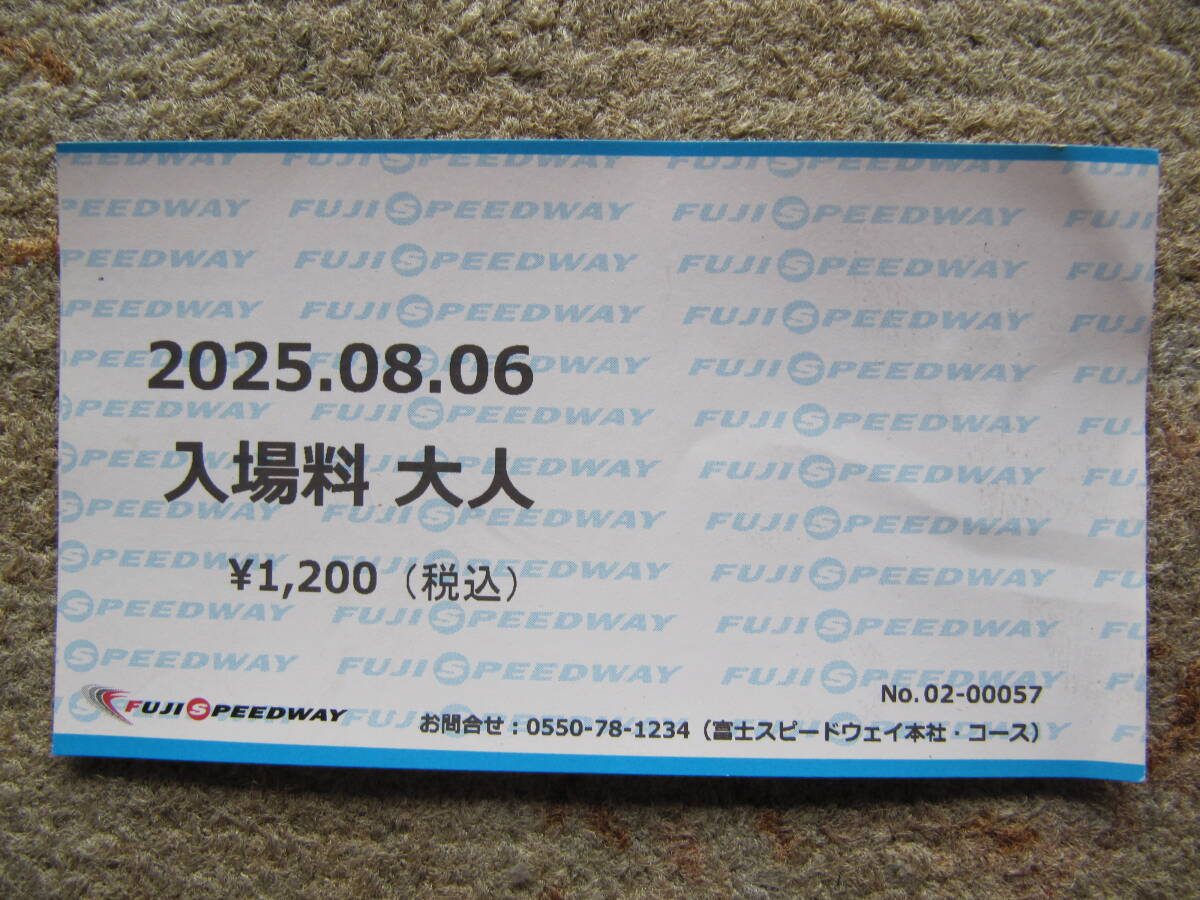 2025.08.06
入場料 大人
¥1,200（税込）
No.02-00057
FUJI SPEEDWAY
お問合せ：0550-78-1234（富士スピードウェイ本社・コース）